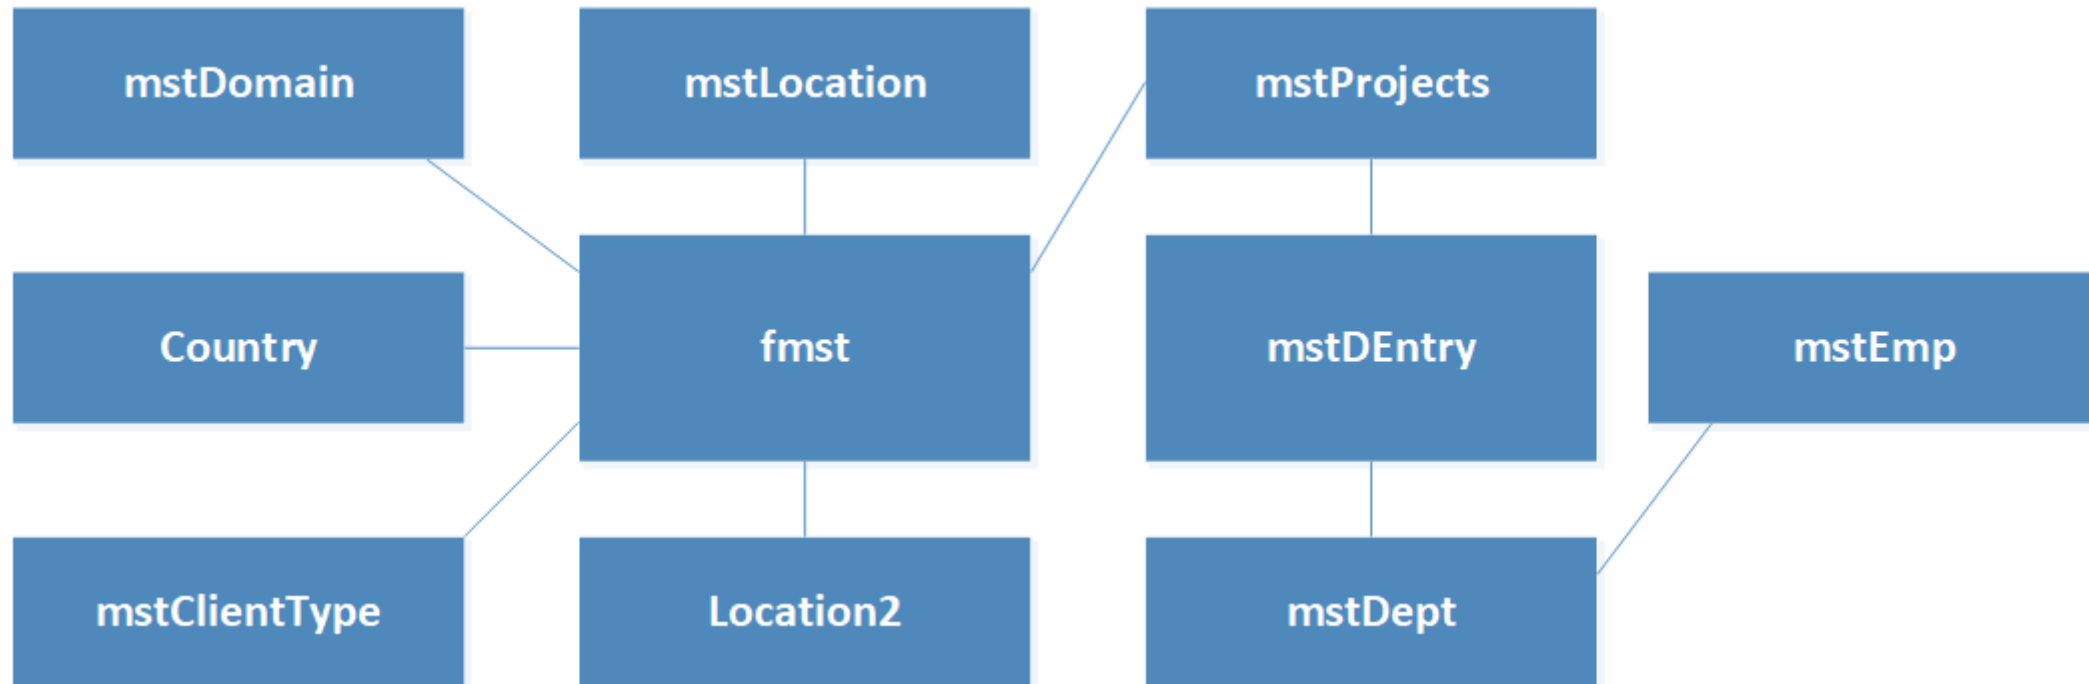 mstDomain
mstLocation
mstProjects
Country
fmst
mstDEntry
mstEmp
mstClientType
Location2
mstDept